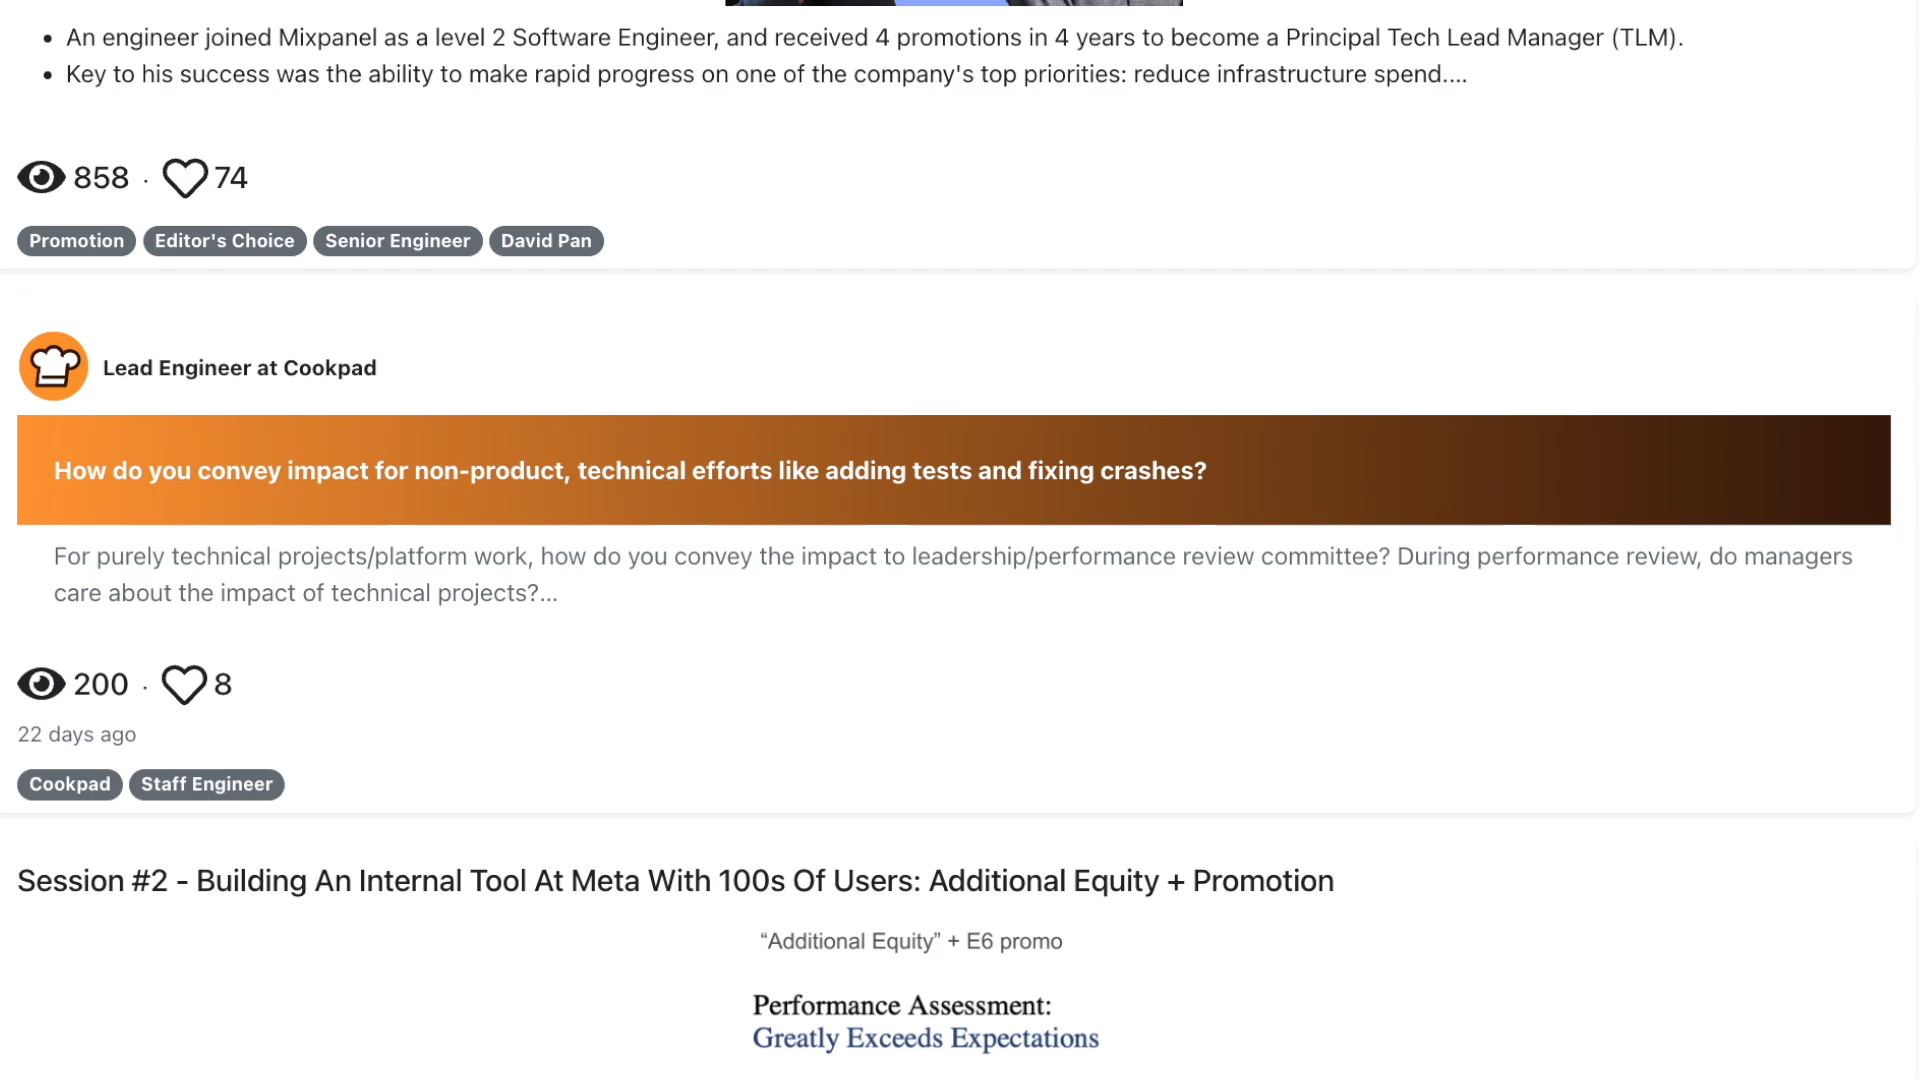 • An engineer joined Mixpanel as a level 2 Software Engineer, and received 4 promotions in 4 years to become a Principal Tech Lead Manager (TLM).
• Key to his success was the ability to make rapid progress on one of the company's top priorities: reduce infrastructure spend....
858 · 74
Promotion Editor's Choice Senior Engineer David Pan
Lead Engineer at Cookpad
How do you convey impact for non-product, technical efforts like adding tests and fixing crashes?
For purely technical projects/platform work, how do you convey the impact to leadership/performance review committee? During performance review, do managers
care about the impact of technical projects?...
200 · 8
22 days ago
Cookpad Staff Engineer
Session #2 - Building An Internal Tool At Meta With 100s Of Users: Additional Equity + Promotion
“Additional Equity” + E6 promo
Performance Assessment:
Greatly Exceeds Expectations